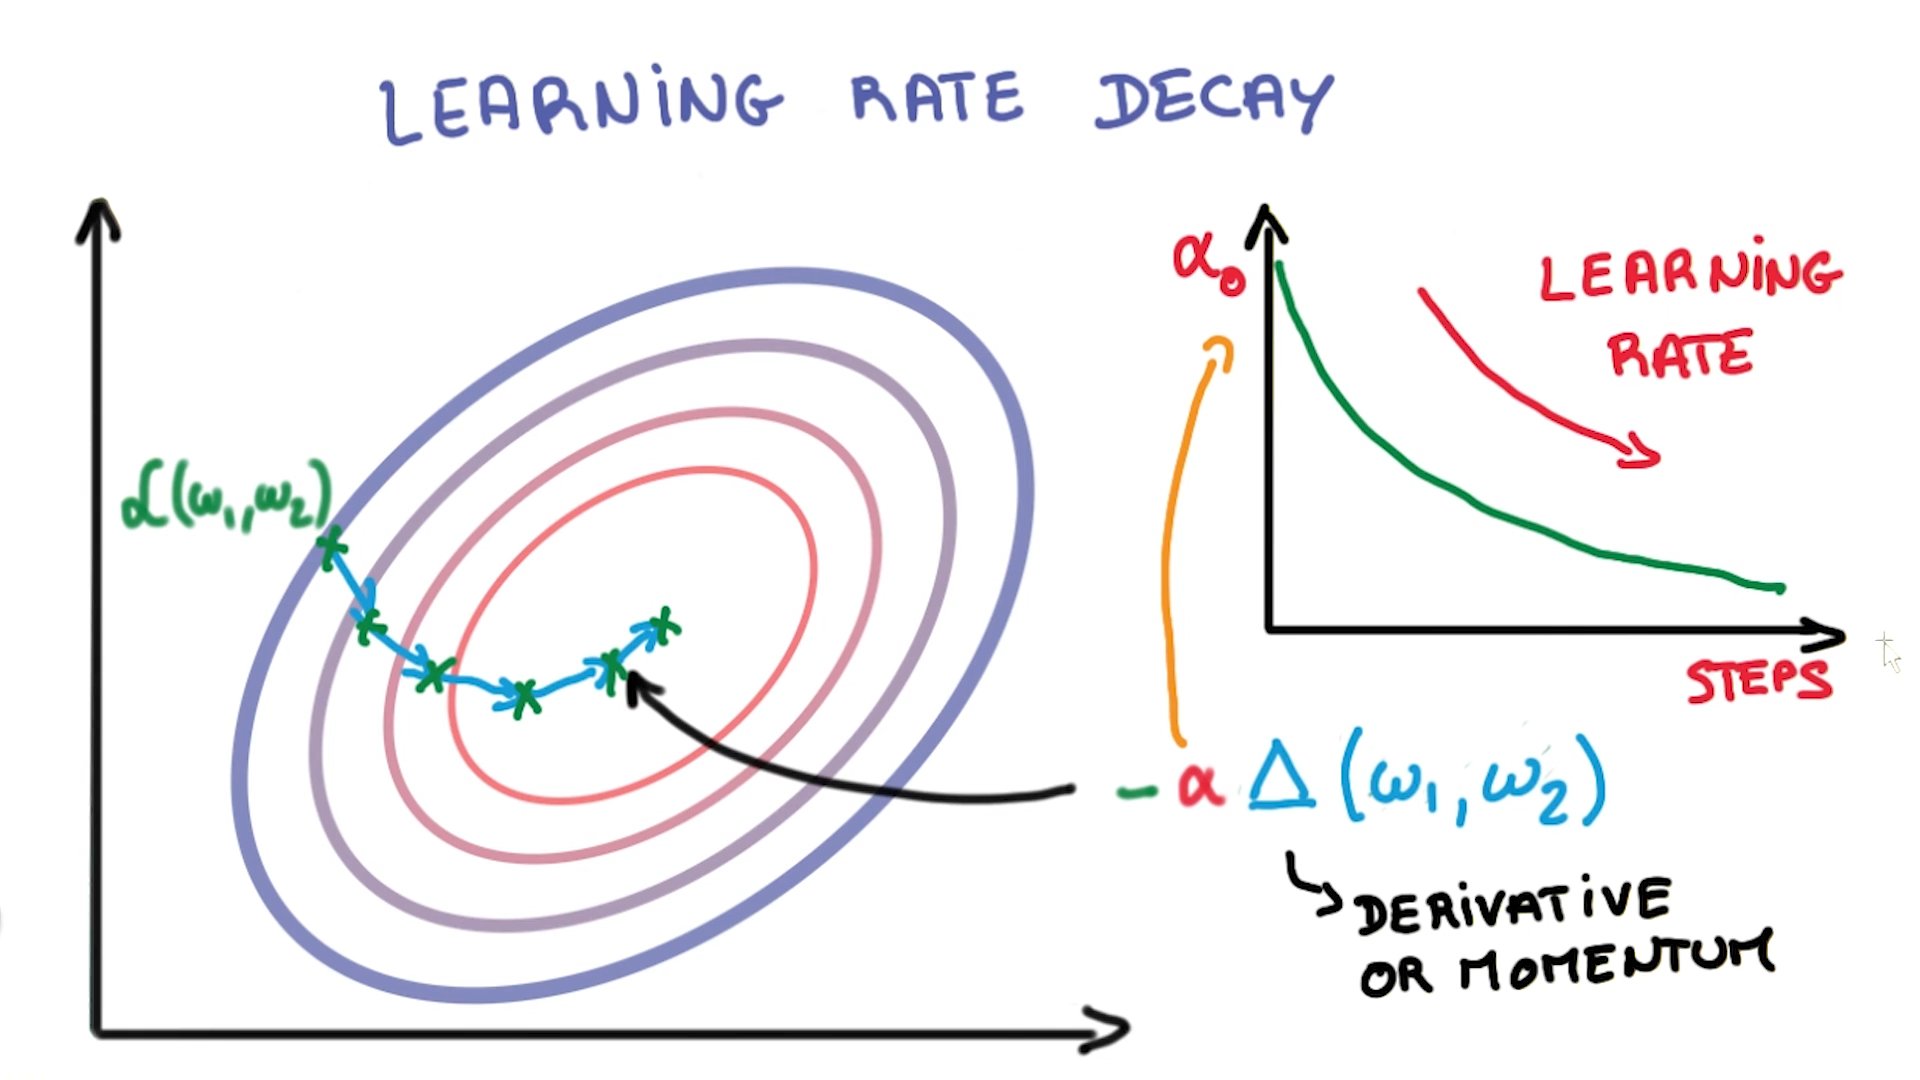 LEARNING RATE DECAY
α₀
LEARNING
RATE
ℒ(ω₁,ω₂)
STEPS
-α Δ(ω₁,ω₂)
DERIVATIVE
OR MOMENTUM